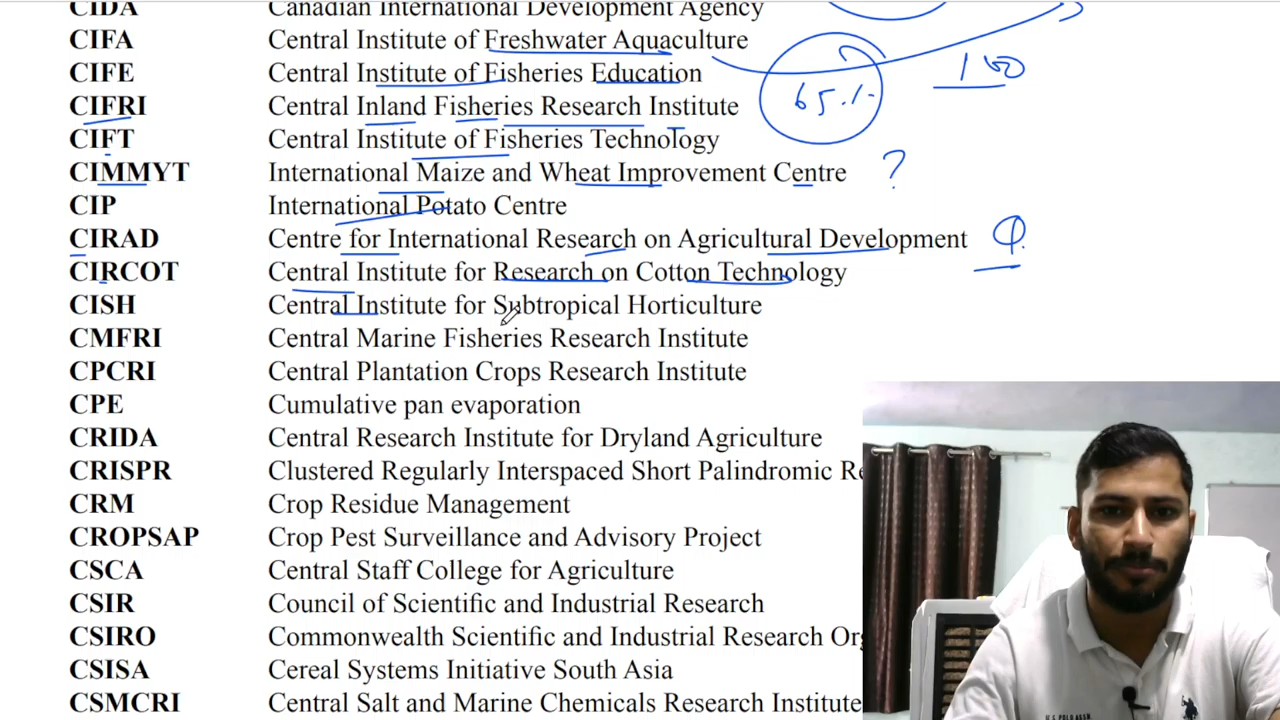 CIDA Canadian International Development Agency
CIFA Central Institute of Freshwater Aquaculture
CIFE Central Institute of Fisheries Education
CIFRI Central Inland Fisheries Research Institute
65.1.
100
CIFT Central Institute of Fisheries Technology
CIMMYT International Maize and Wheat Improvement Centre ?
CIP International Potato Centre
CIRAD Centre for International Research on Agricultural Development
CIRCOT Central Institute for Research on Cotton Technology
CISH Central Institute for Subtropical Horticulture
CMFRI Central Marine Fisheries Research Institute
CPCRI Central Plantation Crops Research Institute
CPE Cumulative pan evaporation
CRIDA Central Research Institute for Dryland Agriculture
CRISPR Clustered Regularly Interspaced Short Palindromic Re
CRM Crop Residue Management
CROPSAP Crop Pest Surveillance and Advisory Project
CSCA Central Staff College for Agriculture
CSIR Council of Scientific and Industrial Research
CSIRO Commonwealth Scientific and Industrial Research Org
CSISA Cereal Systems Initiative South Asia
CSMCRI Central Salt and Marine Chemicals Research Institute